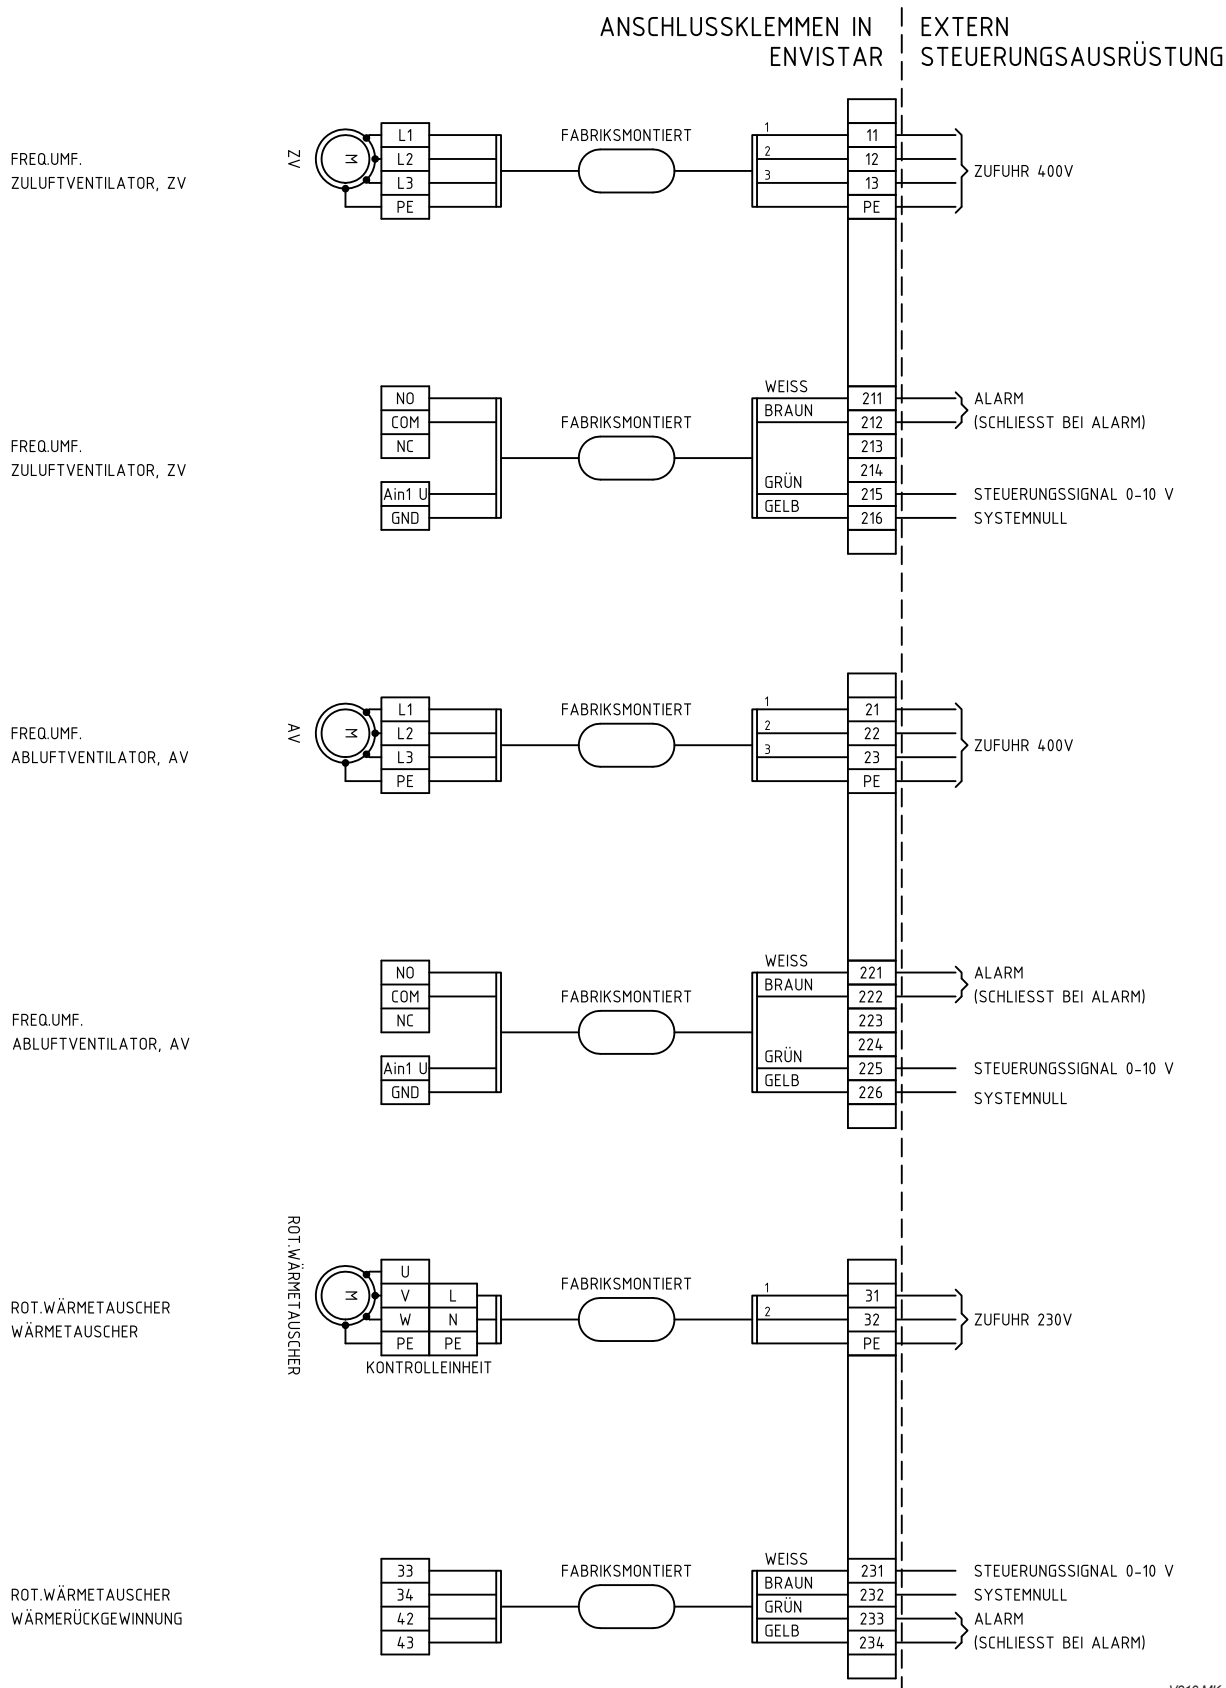 ANSCHLUSSKLEMMEN IN
ENVISTAR
EXTERN
STEUERUNGSAUSRÜSTUNG
FREQ.UMF.
ZULUFTVENTILATOR, ZV
ZV
M
L1
L2
L3
PE
FABRIKSMONTIERT
1
2
3
11
12
13
PE
ZUFUHR 400V
FREQ.UMF.
ZULUFTVENTILATOR, ZV
NO
COM
NC
Ain1 U
GND
FABRIKSMONTIERT
WEISS
BRAUN
GRÜN
GELB
211
212
213
214
215
216
ALARM
(SCHLIESST BEI ALARM)
STEUERUNGSSIGNAL 0-10 V
SYSTEMNULL
FREQ.UMF.
ABLUFTVENTILATOR, AV
AV
M
L1
L2
L3
PE
FABRIKSMONTIERT
1
2
3
21
22
23
PE
ZUFUHR 400V
FREQ.UMF.
ABLUFTVENTILATOR, AV
NO
COM
NC
Ain1 U
GND
FABRIKSMONTIERT
WEISS
BRAUN
GRÜN
GELB
221
222
223
224
225
226
ALARM
(SCHLIESST BEI ALARM)
STEUERUNGSSIGNAL 0-10 V
SYSTEMNULL
ROT.WÄRMETAUSCHER
WÄRMETAUSCHER
ROT.WÄRMETAUSCHER
M
U
V L
W N
PE PE
KONTROLLEINHEIT
FABRIKSMONTIERT
1
2
31
32
PE
ZUFUHR 230V
ROT.WÄRMETAUSCHER
WÄRMERÜCKGEWINNUNG
33
34
42
43
FABRIKSMONTIERT
WEISS
BRAUN
GRÜN
GELB
231
232
233
234
STEUERUNGSSIGNAL 0-10 V
SYSTEMNULL
ALARM
(SCHLIESST BEI ALARM)